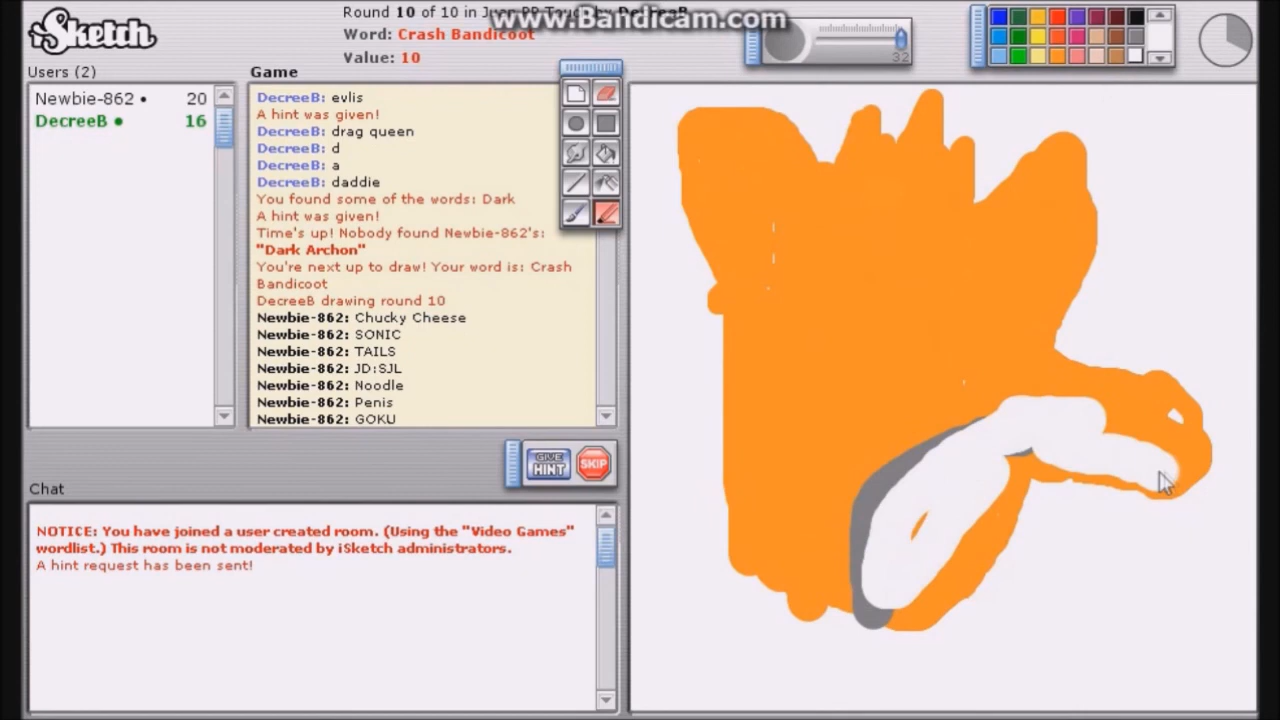 www.Bandicam.com
iSketch
Round 10 of 10 in Juan PP Touch by DecreeB
Word: Crash Bandicoot
Value: 10
32
Users (2)
Newbie-862 • 20
DecreeB • 16
Game
DecreeB: evlis
A hint was given!
DecreeB: drag queen
DecreeB: d
DecreeB: a
DecreeB: daddie
You found some of the words: Dark
A hint was given!
Time's up! Nobody found Newbie-862's:
"Dark Archon"
You're next up to draw! Your word is: Crash
Bandicoot
DecreeB drawing round 10
Newbie-862: Chucky Cheese
Newbie-862: SONIC
Newbie-862: TAILS
Newbie-862: JD:SJL
Newbie-862: Noodle
Newbie-862: Penis
Newbie-862: GOKU
GIVE
HINT
SKIP
Chat
NOTICE: You have joined a user created room. (Using the "Video Games"
wordlist.) This room is not moderated by iSketch administrators.
A hint request has been sent!